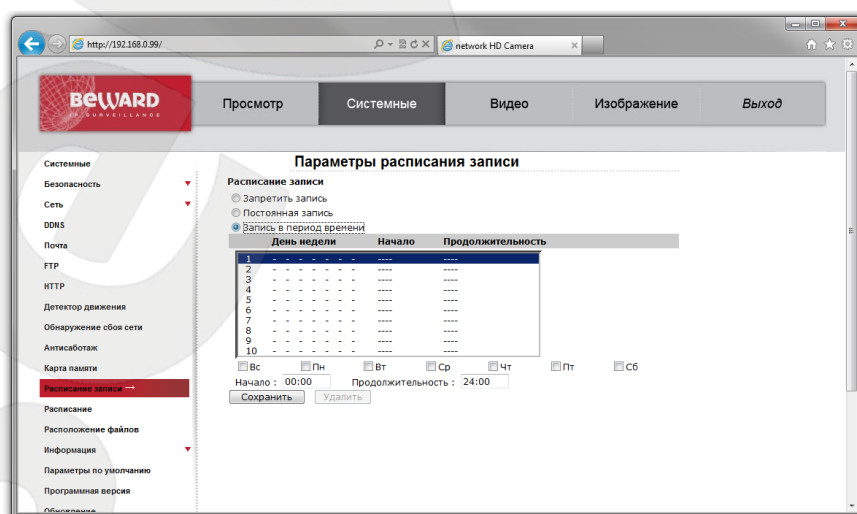 http://192.168.0.99/
network HD Camera
BEWARD
IP SURVEILLANCE
Просмотр Системные Видео Изображение Выход
Системные
Безопасность
Сеть
DDNS
Почта
FTP
HTTP
Детектор движения
Обнаружение сбоя сети
Антисаботаж
Карта памяти
Расписание записи →
Расписание
Расположение файлов
Информация
Параметры по умолчанию
Программная версия
Обновление
Параметры расписания записи
Расписание записи
Запретить запись
Постоянная запись
Запись в период времени
День недели Начало Продолжительность
1 - - - - - - - ---- ----
2 - - - - - - - ---- ----
3 - - - - - - - ---- ----
4 - - - - - - - ---- ----
5 - - - - - - - ---- ----
6 - - - - - - - ---- ----
7 - - - - - - - ---- ----
8 - - - - - - - ---- ----
9 - - - - - - - ---- ----
10 - - - - - - - ---- ----
Вс Пн Вт Ср Чт Пт Сб
Начало : 00:00 Продолжительность : 24:00
Сохранить Удалить